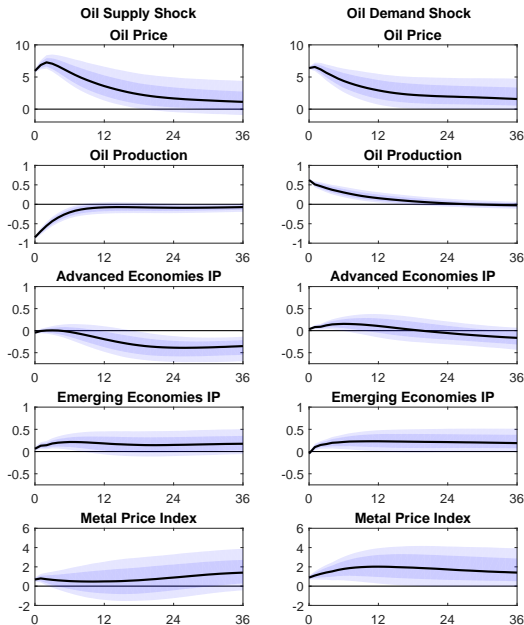 Oil Supply Shock
Oil Price
10
5
0
0 12 24 36
Oil Production
1
0.5
0
-0.5
-1
0 12 24 36
Advanced Economies IP
1
0.5
0
-0.5
0 12 24 36
Emerging Economies IP
1
0.5
0
-0.5
0 12 24 36
Metal Price Index
6
4
2
0
-2
0 12 24 36
Oil Demand Shock
Oil Price
10
5
0
0 12 24 36
Oil Production
1
0.5
0
-0.5
-1
0 12 24 36
Advanced Economies IP
1
0.5
0
-0.5
0 12 24 36
Emerging Economies IP
1
0.5
0
-0.5
0 12 24 36
Metal Price Index
6
4
2
0
-2
0 12 24 36